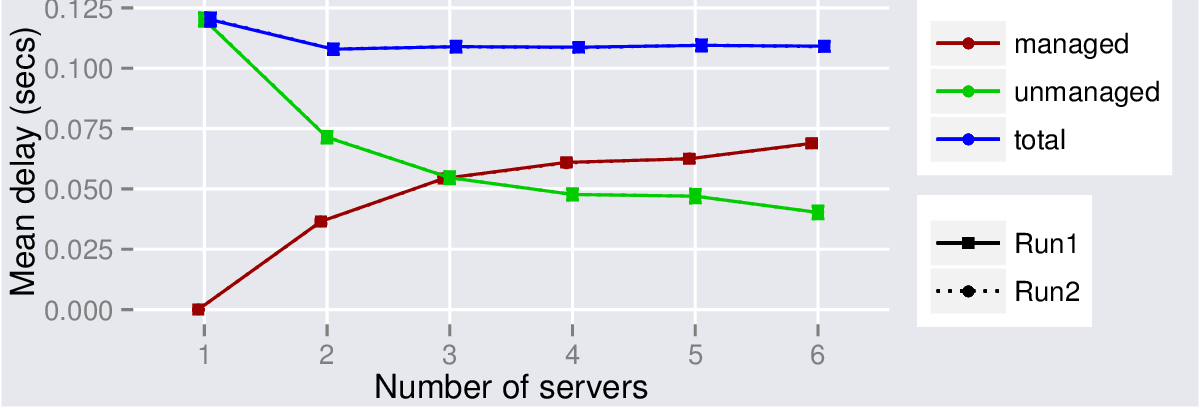 Mean delay (secs)
0.125
0.100
0.075
0.050
0.025
0.000
1 2 3 4 5 6
Number of servers
managed
unmanaged
total
Run1
Run2